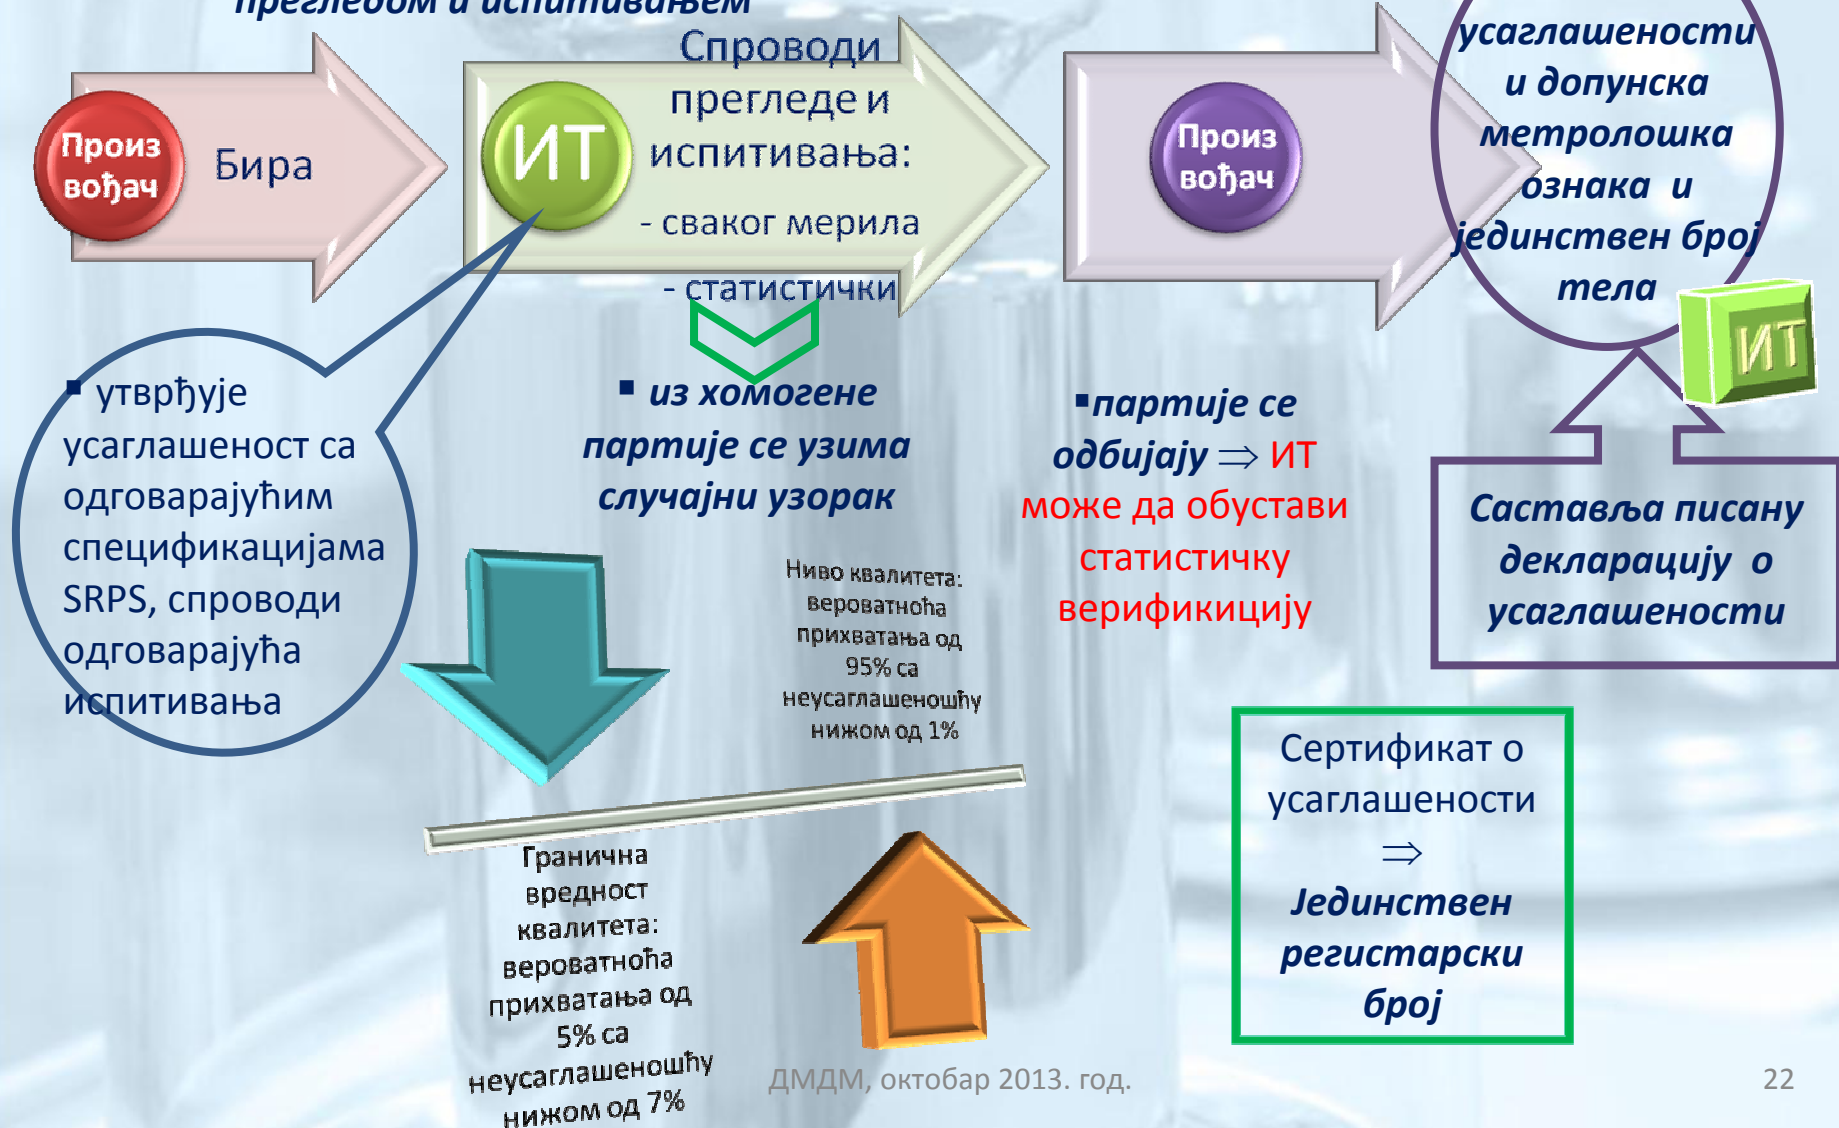 прегледом и испитивањем
Произ
вођач
Бира
ИТ
Спроводи
прегледе и
испитивања:
- сваког мерила
- статистички
Произ
вођач
усаглашености
и допунска
метролошка
ознака и
јединствен број
тела
ИТ
▪ утврђује
усаглашеност са
одговарајућим
спецификацијама
SRPS, спроводи
одговарајућа
испитивања
▪ из хомогене
партије се узима
случајни узорак
▪партије се
одбијају ⇒ ИТ
може да обустави
статистичку
верификицију
Саставља писану
декларацију о
усаглашености
Ниво квалитета:
вероватноћа
прихватања од
95% са
неусаглашеношћу
нижом од 1%
Гранична
вредност
квалитета:
вероватноћа
прихватања од
5% са
неусаглашеношћу
нижом од 7%
Сертификат о
усаглашености
⇒
Јединствен
регистарски
број
ДМДМ, октобар 2013. год.
22